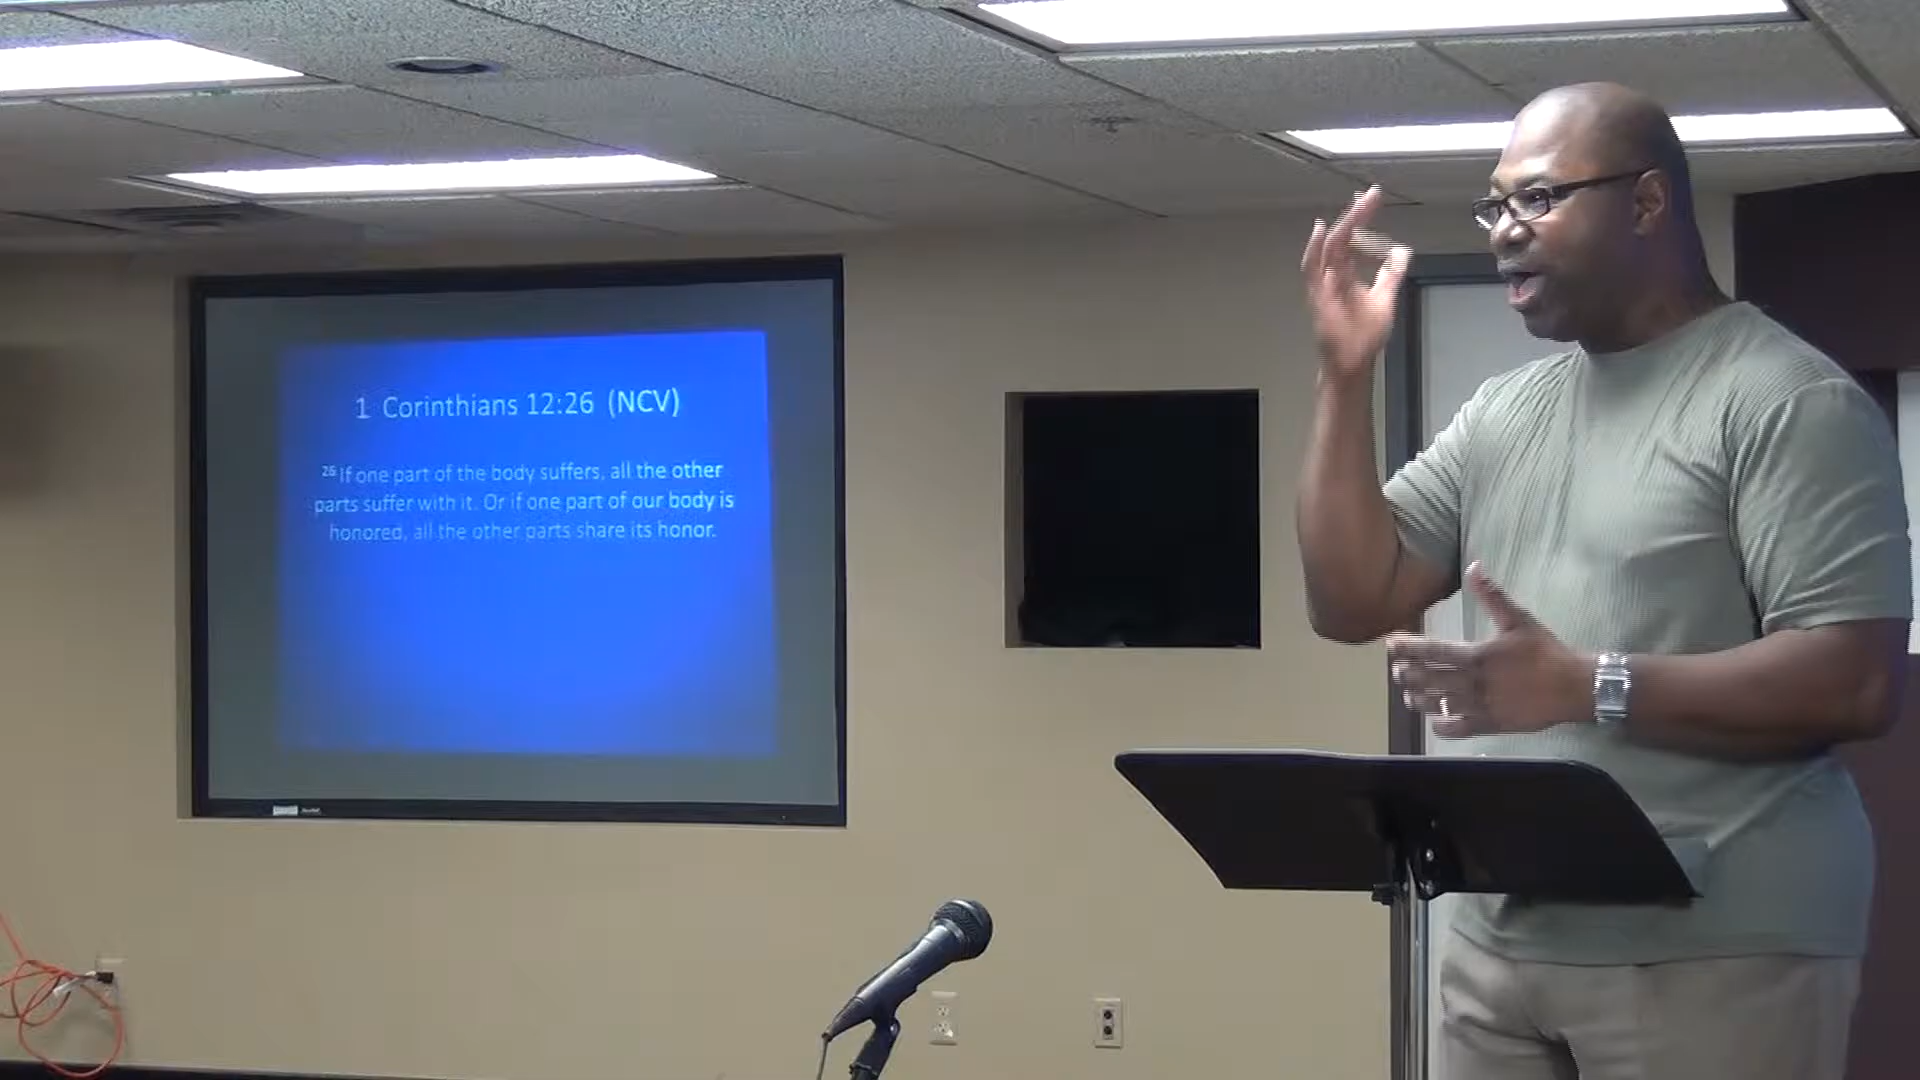 1 Corinthians 12:26 (NCV)
26 If one part of the body suffers, all the other
parts suffer with it. Or if one part of our body is
honored, all the other parts share its honor.